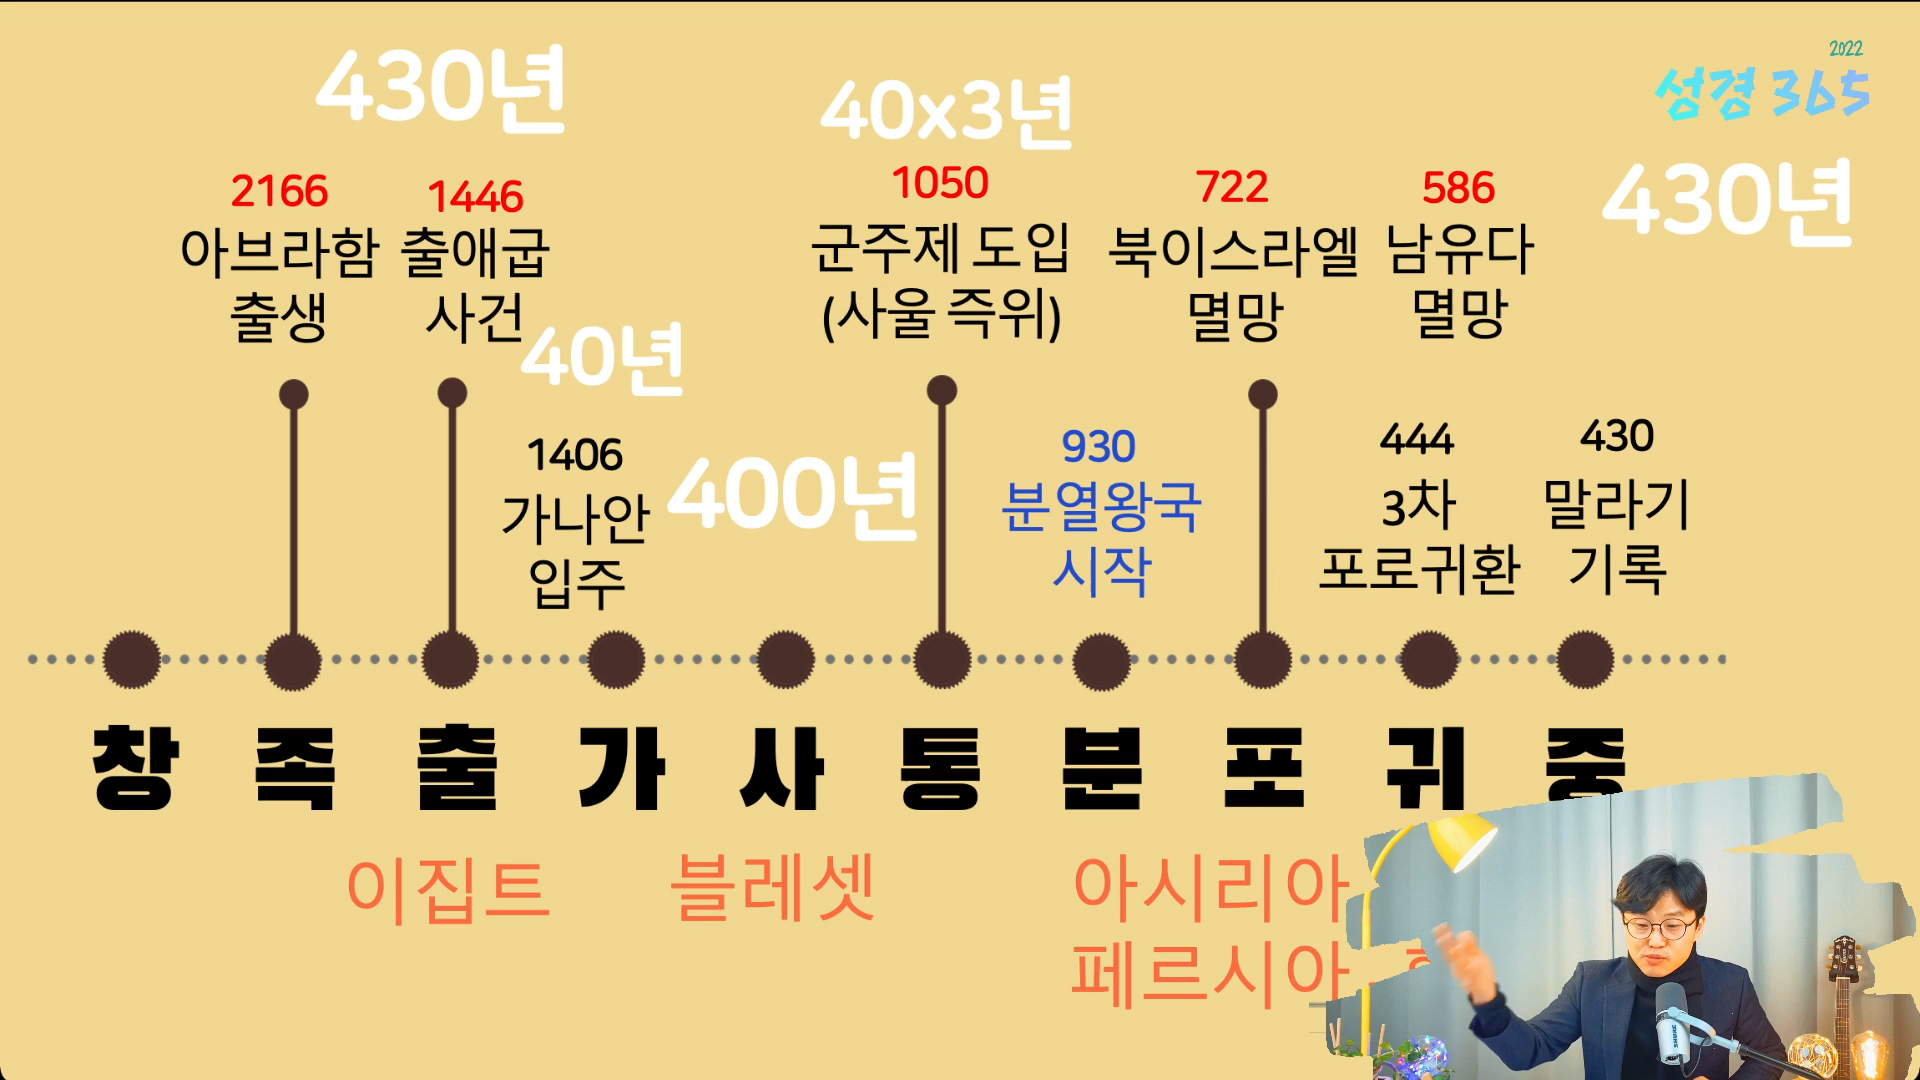 430년
40x3년
2022
성경 365
430년
2166
아브라함
출생
1446
출애굽
사건
40년
1050
군주제 도입
(사울 즉위)
722
북이스라엘
멸망
586
남유다
멸망
1406
가나안
입주
400년
930
분열왕국
시작
444
3차
포로귀환
430
말라기
기록
창 족 출 가 사 통 분 포 귀 중
이집트
블레셋
아시리아
페르시아
SHURE